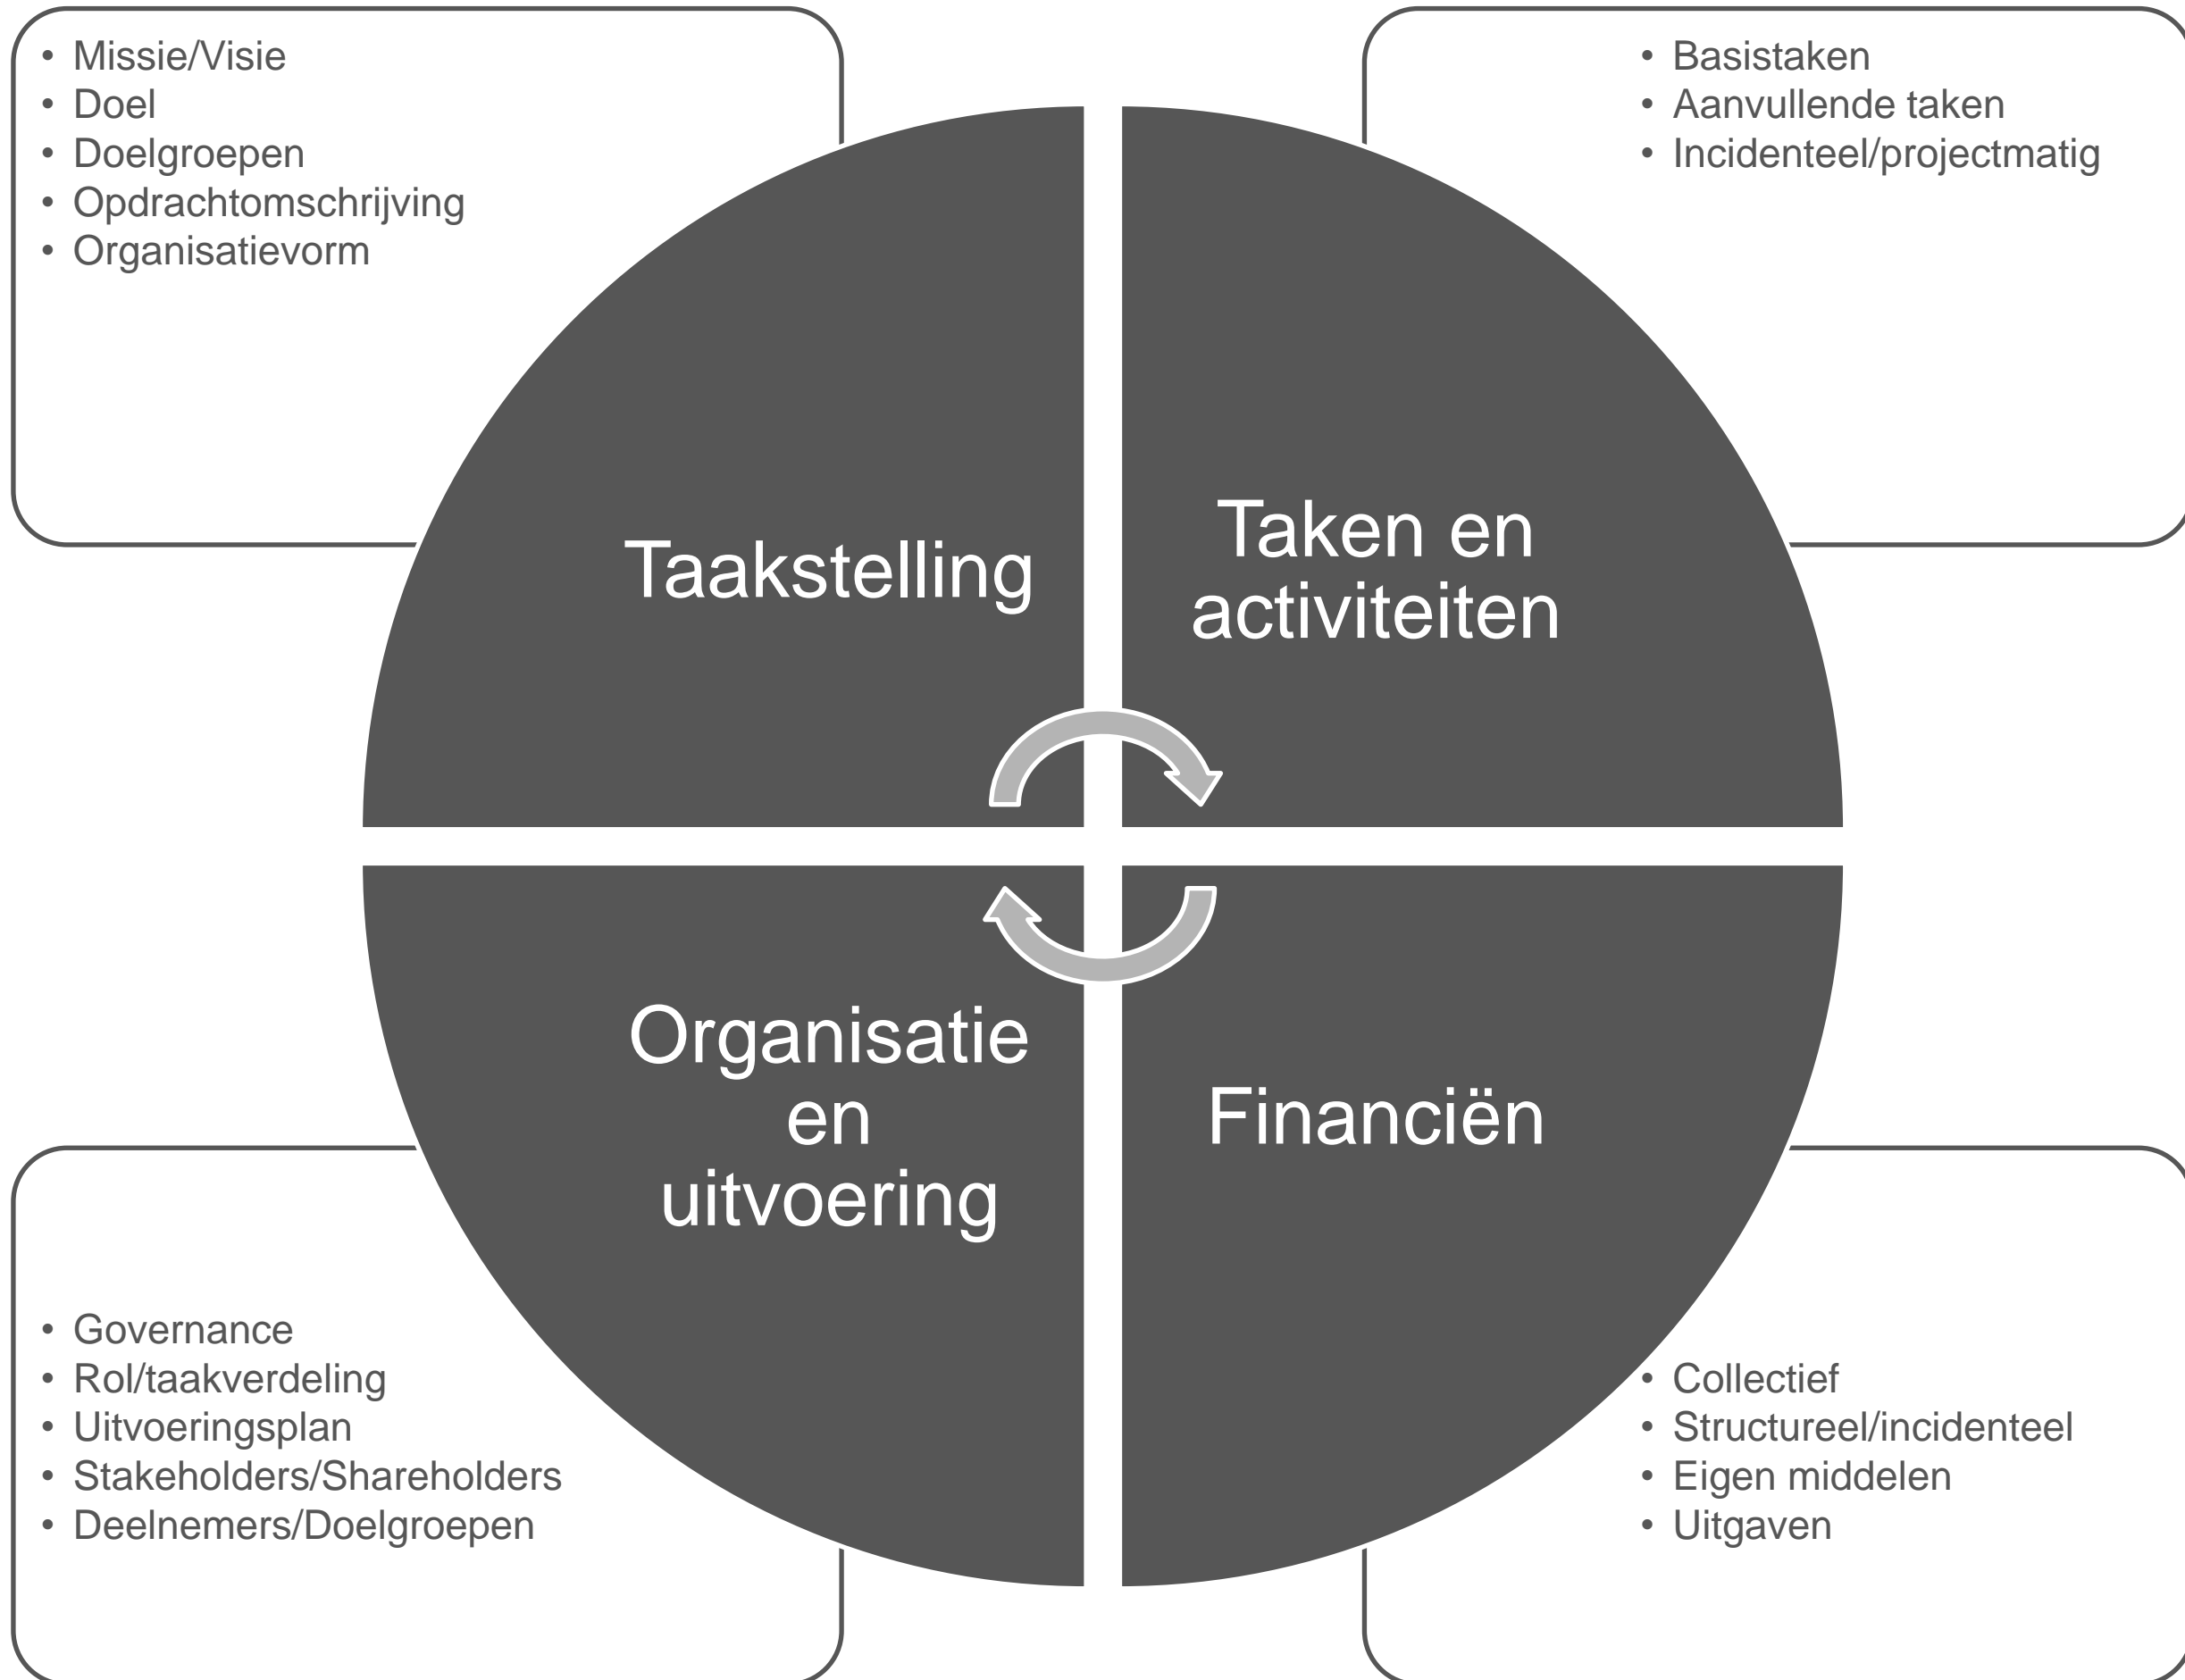 • Missie/Visie
• Doel
• Doelgroepen
• Opdrachtomschrijving
• Organisatievorm
• Basistaken
• Aanvullende taken
• Incidenteel/projectmatig
Taakstelling
Taken en
activiteiten
Organisatie
en
uitvoering
Financiën
• Governance
• Rol/taakverdeling
• Uitvoeringsplan
• Stakeholders/Shareholders
• Deelnemers/Doelgroepen
• Collectief
• Structureel/incidenteel
• Eigen middelen
• Uitgaven